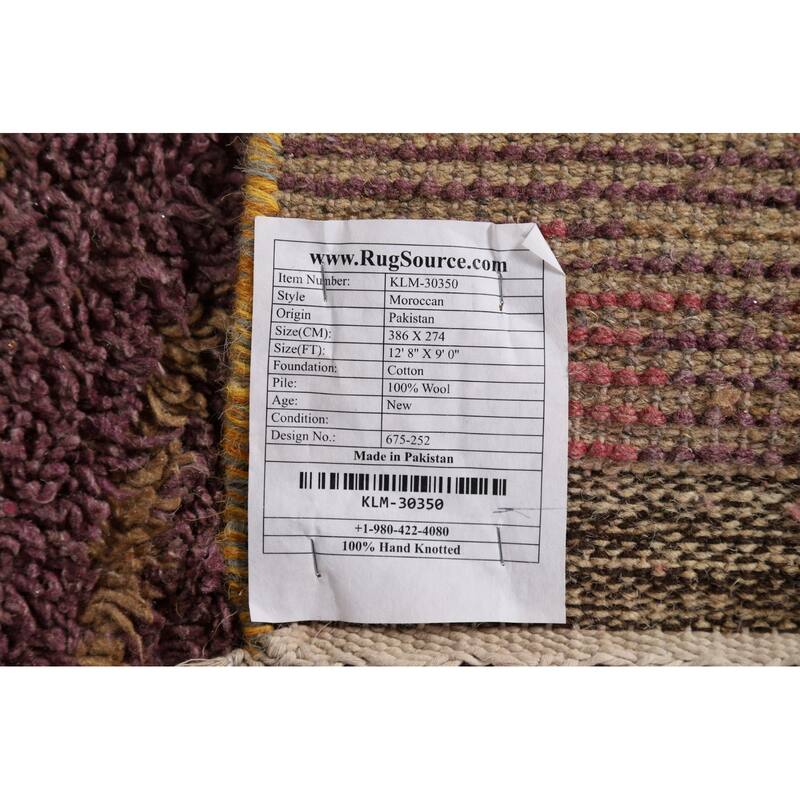 www.RugSource.com
Item Number: KLM-30350
Style Moroccan
Origin Pakistan
Size(CM): 386 X 274
Size(FT): 12' 8" X 9' 0"
Foundation: Cotton
Pile: 100% Wool
Age: New
Condition:
Design No.: 675-252
Made in Pakistan
KLM-30350
+1-980-422-4080
100% Hand Knotted